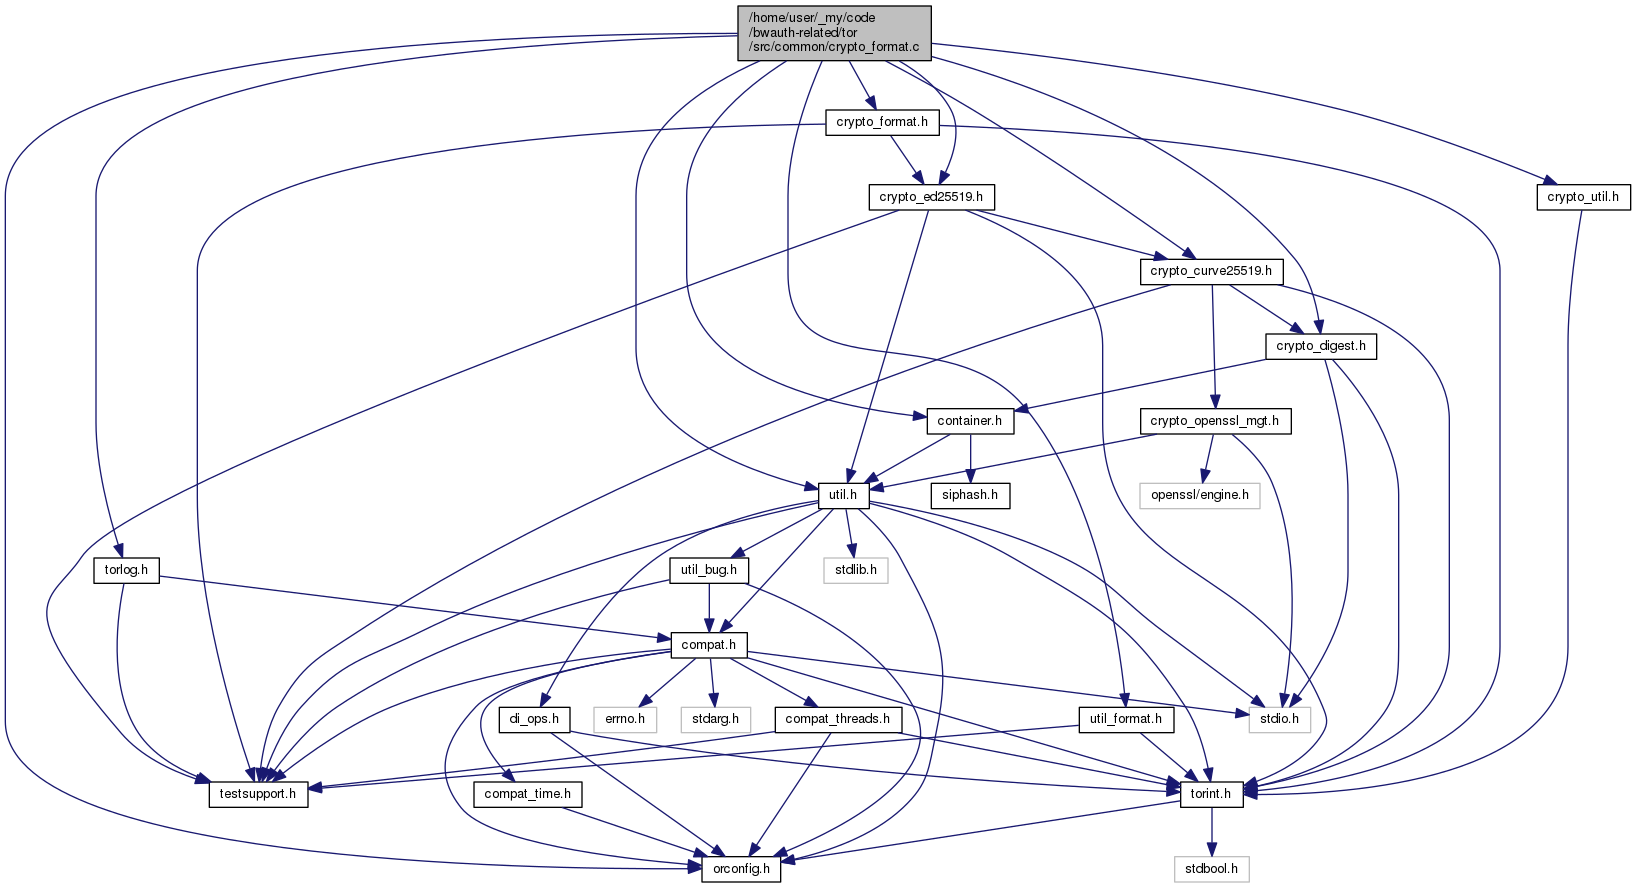 /home/user/_my/code
/bwauth-related/tor
/src/common/crypto_format.c
crypto_format.h
crypto_ed25519.h
crypto_util.h
crypto_curve25519.h
crypto_digest.h
container.h
crypto_openssl_mgt.h
util.h
siphash.h
openssl/engine.h
torlog.h
util_bug.h
stdlib.h
compat.h
di_ops.h
errno.h
stdarg.h
compat_threads.h
util_format.h
stdio.h
testsupport.h
compat_time.h
torint.h
orconfig.h
stdbool.h